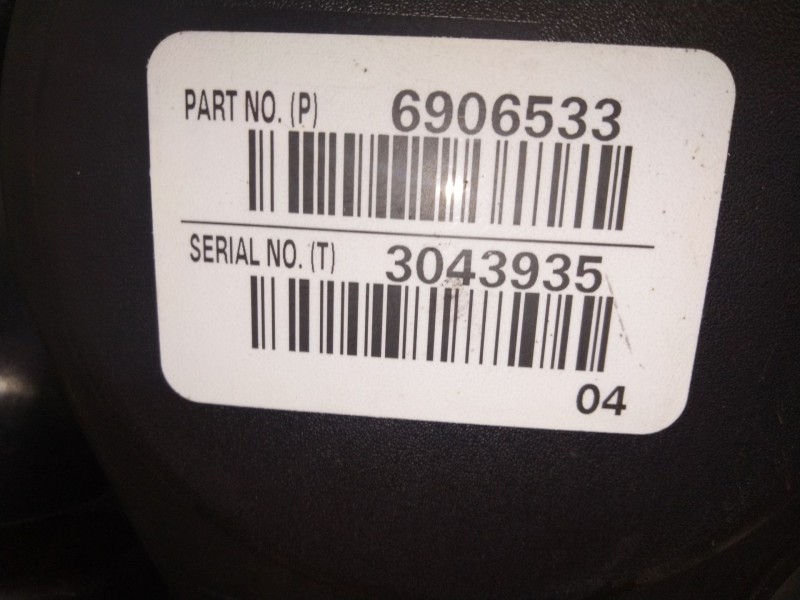 PART NO. (P) 6906533
SERIAL NO. (T) 3043935
04